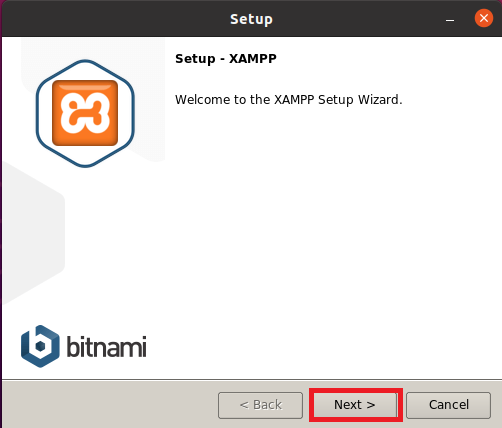 Setup
Setup - XAMPP
Welcome to the XAMPP Setup Wizard.
bitnami
< Back
Next >
Cancel